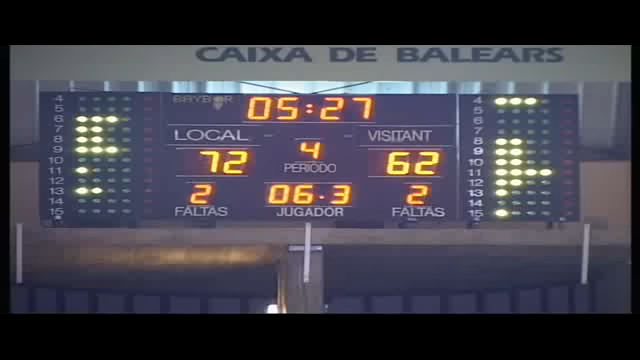 CAIXA DE BALEARS
4 05:27 4
5 5
6 LOCAL VISITANT 6
7 7
8 72 4 62 8
9 PERIODO 9
10 10
11 11
12 2 06.3 2 12
13 FALTAS JUGADOR FALTAS 13
14 14
15 15